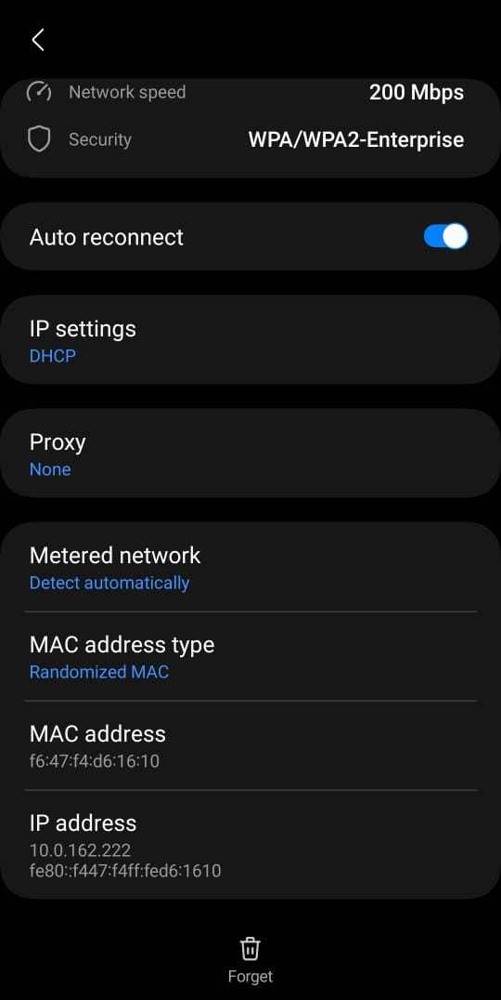 Network speed 200 Mbps
Security WPA/WPA2-Enterprise
Auto reconnect
IP settings
DHCP
Proxy
None
Metered network
Detect automatically
MAC address type
Randomized MAC
MAC address
f6:47:f4:d6:16:10
IP address
10.0.162.222
fe80::f447:f4ff:fed6:1610
Forget